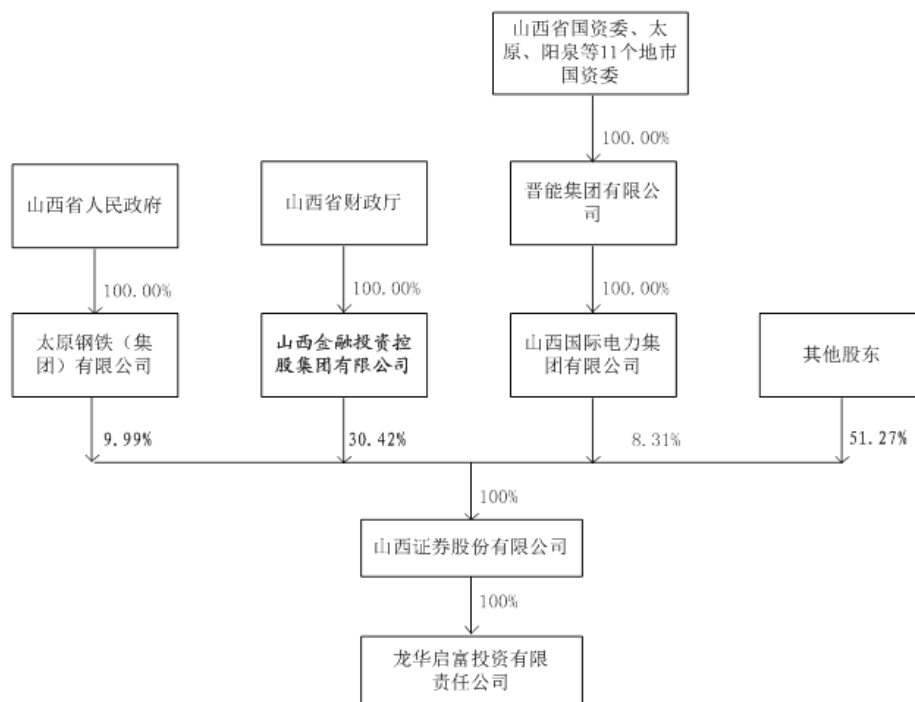 山西省国资委、太
原、阳泉等11个地市
国资委
100.00%
山西省人民政府
山西省财政厅
晋能集团有限公
司
100.00%
100.00%
100.00%
太原钢铁（集
团）有限公司
山西金融投资控
股集团有限公司
山西国际电力集
团有限公司
其他股东
9.99%
30.42%
8.31%
51.27%
100%
山西证券股份有限公司
100%
龙华启富投资有限
责任公司